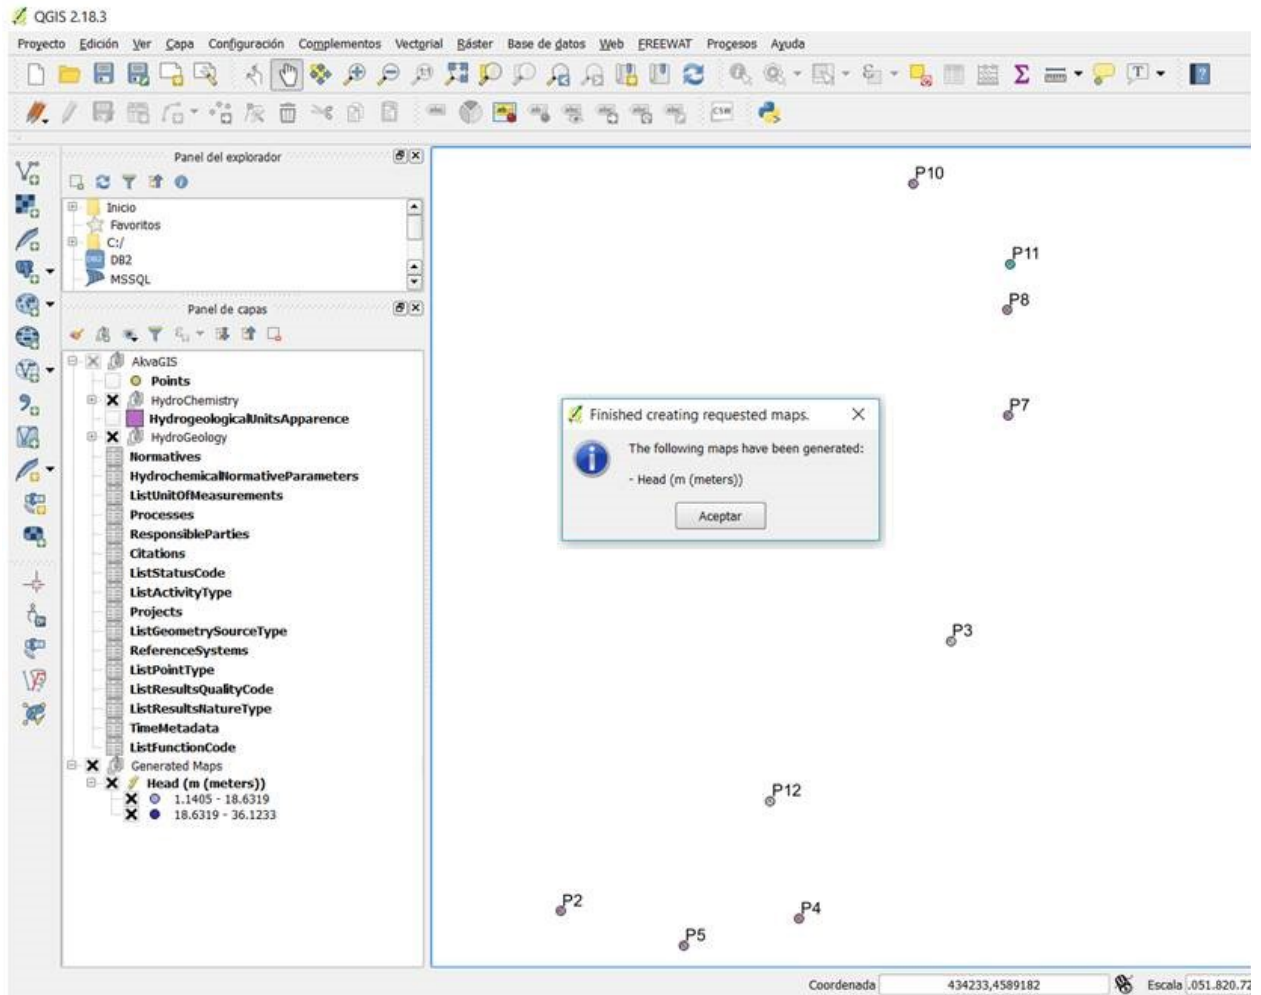 QGIS 2.18.3
Proyecto Edición Ver Capa Configuración Complementos Vectorial Ráster Base de datos Web FREEWAT Procesos Ayuda
CSW
Panel del explorador
Inicio
Favoritos
C:/
DB2
MSSQL
Panel de capas
AkvaGIS
Points
HydroChemistry
HydrogeologicalUnitsApparence
HydroGeology
Normatives
HydrochemicalNormativeParameters
ListUnitOfMeasurements
Processes
ResponsibleParties
Citations
ListStatusCode
ListActivityType
Projects
ListGeometrySourceType
ReferenceSystems
ListPointType
ListResultsQualityCode
ListResultsNatureType
TimeMetadata
ListFunctionCode
Generated Maps
Head (m (meters))
1.1405 - 18.6319
18.6319 - 36.1233
P10
P11
P8
P7
Finished creating requested maps.
The following maps have been generated:
- Head (m (meters))
Aceptar
P3
P12
P2
P4
P5
Coordenada 434233,4589182 Escala .051.820.72